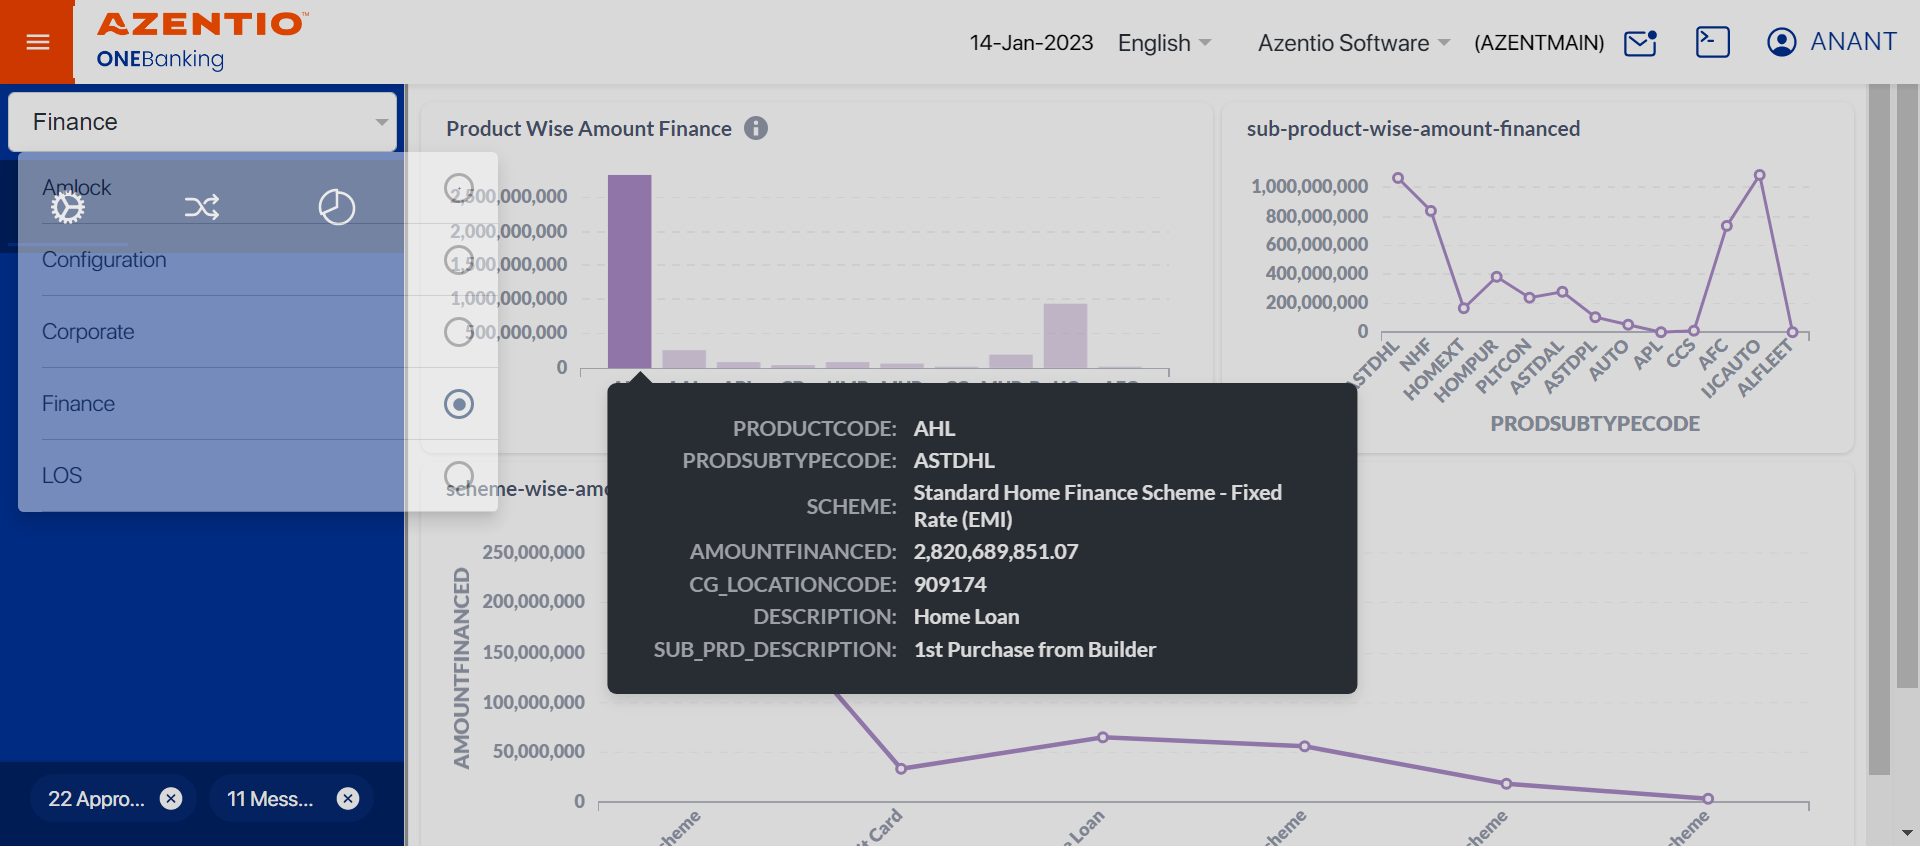 AZENTIO™
ONEBanking
14-Jan-2023
English
Azentio Software
(AZENTMAIN)
ANANT
Finance
Amlock
Configuration
Corporate
Finance
LOS
22 Appro...
11 Mess...
Product Wise Amount Finance
2,500,000,000
2,000,000,000
1,500,000,000
1,000,000,000
500,000,000
0
sub-product-wise-amount-financed
1,000,000,000
800,000,000
600,000,000
400,000,000
200,000,000
0
ASTDHL
NHF
HOMEXT
HOMPUR
PLTCON
ASTDAL
ASTDPL
AUTO
APL
CCS
AFC
IJCAUTO
ALFLEET
PRODSUBTYPECODE
PRODUCTCODE: AHL
PRODSUBTYPECODE: ASTDHL
SCHEME: Standard Home Finance Scheme - Fixed
Rate (EMI)
AMOUNTFINANCED: 2,820,689,851.07
CG_LOCATIONCODE: 909174
DESCRIPTION: Home Loan
SUB_PRD_DESCRIPTION: 1st Purchase from Builder
scheme-wise-amo
AMOUNTFINANCED
250,000,000
200,000,000
150,000,000
100,000,000
50,000,000
0
cheme
t Card
e Loan
cheme
heme
heme